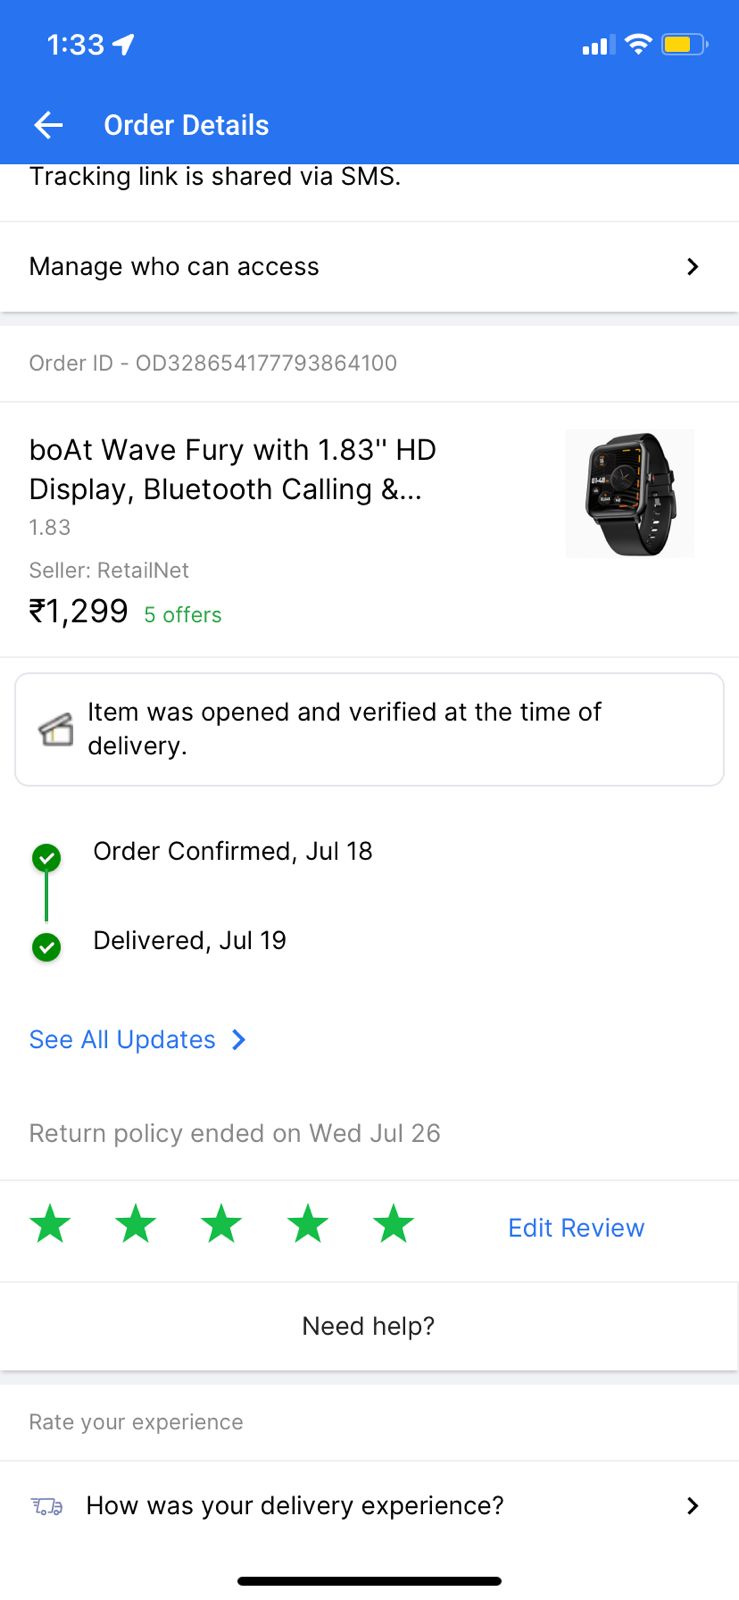 1:33
Order Details
Tracking link is shared via SMS.
Manage who can access
Order ID - OD328654177793864100
boAt Wave Fury with 1.83'' HD
Display, Bluetooth Calling &...
1.83
Seller: RetailNet
₹1,299 5 offers
Item was opened and verified at the time of
delivery.
Order Confirmed, Jul 18
Delivered, Jul 19
See All Updates
Return policy ended on Wed Jul 26
Edit Review
Need help?
Rate your experience
How was your delivery experience?